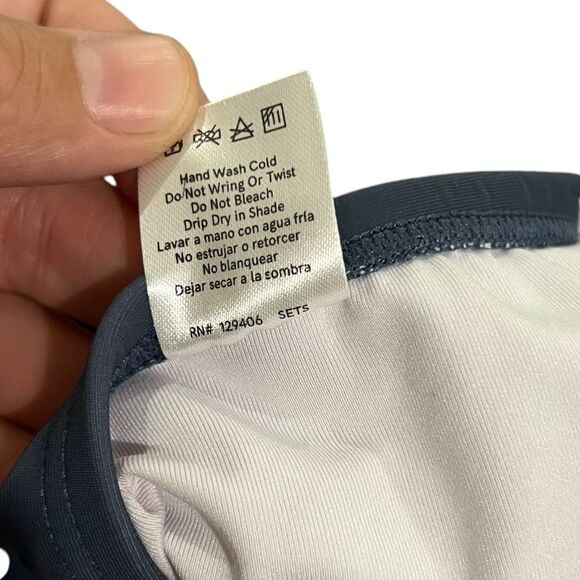 Hand Wash Cold
Do Not Wring Or Twist
Do Not Bleach
Drip Dry in Shade
Lavar a mano con agua fría
No estrujar o retorcer
No blanquear
Dejar secar a la sombra
RN# 129406 SETS